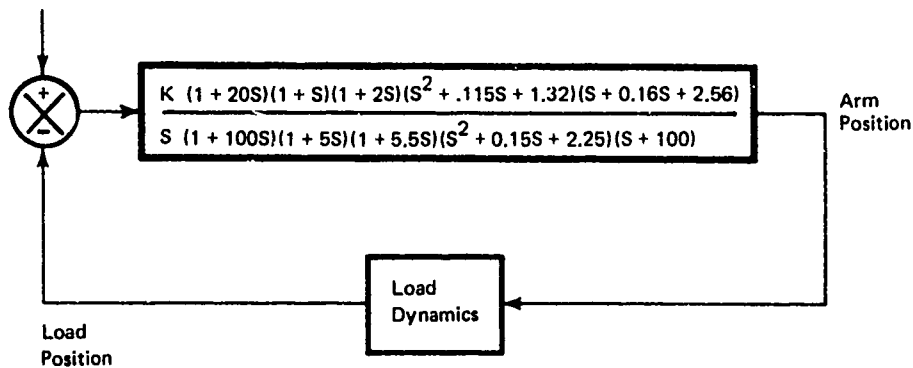 +
−
K (1 + 20S)(1 + S)(1 + 2S)(S² + .115S + 1.32)(S + 0.16S + 2.56)
S (1 + 100S)(1 + 5S)(1 + 5.5S)(S² + 0.15S + 2.25)(S + 100)
Arm
Position
Load
Dynamics
Load
Position